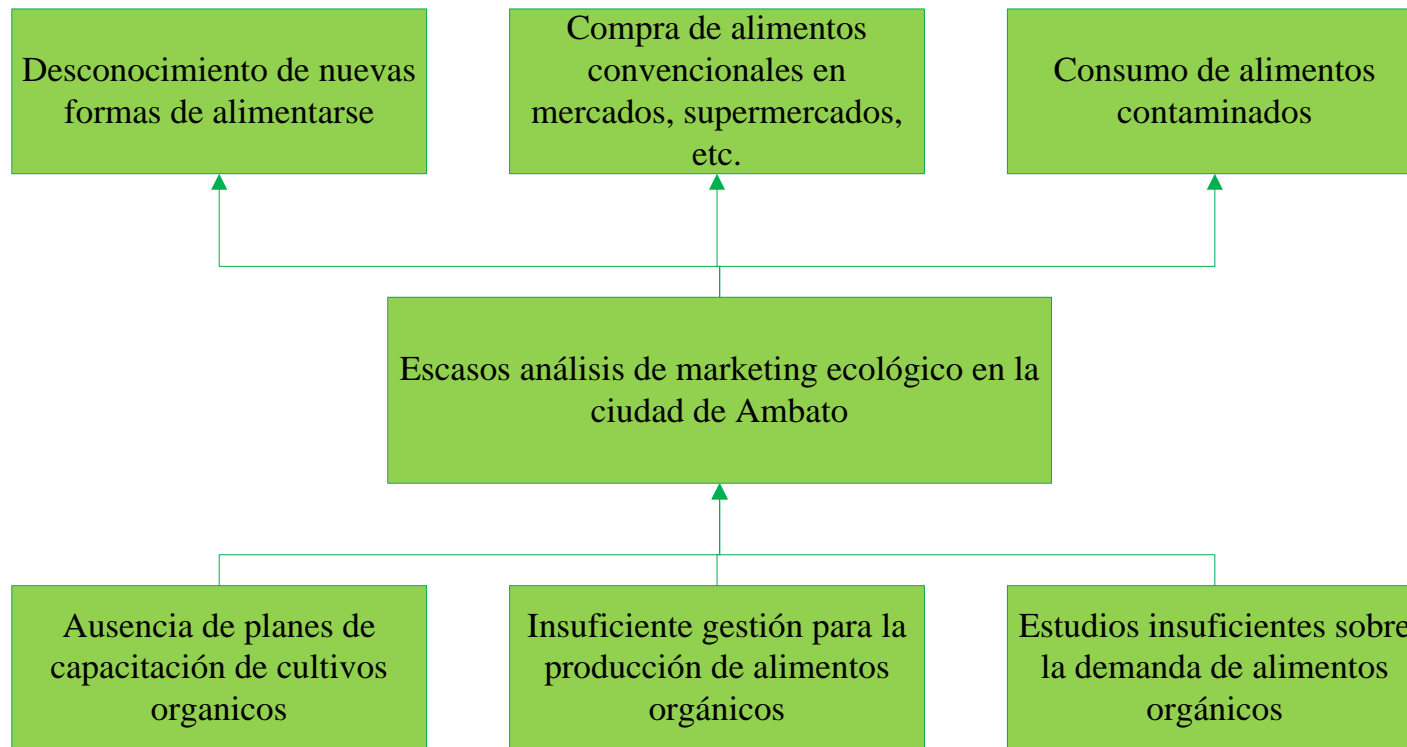 Desconocimiento de nuevas
formas de alimentarse
Compra de alimentos
convencionales en
mercados, supermercados,
etc.
Consumo de alimentos
contaminados
Escasos análisis de marketing ecológico en la
ciudad de Ambato
Ausencia de planes de
capacitación de cultivos
organicos
Insuficiente gestión para la
producción de alimentos
orgánicos
Estudios insuficientes sobre
la demanda de alimentos
orgánicos